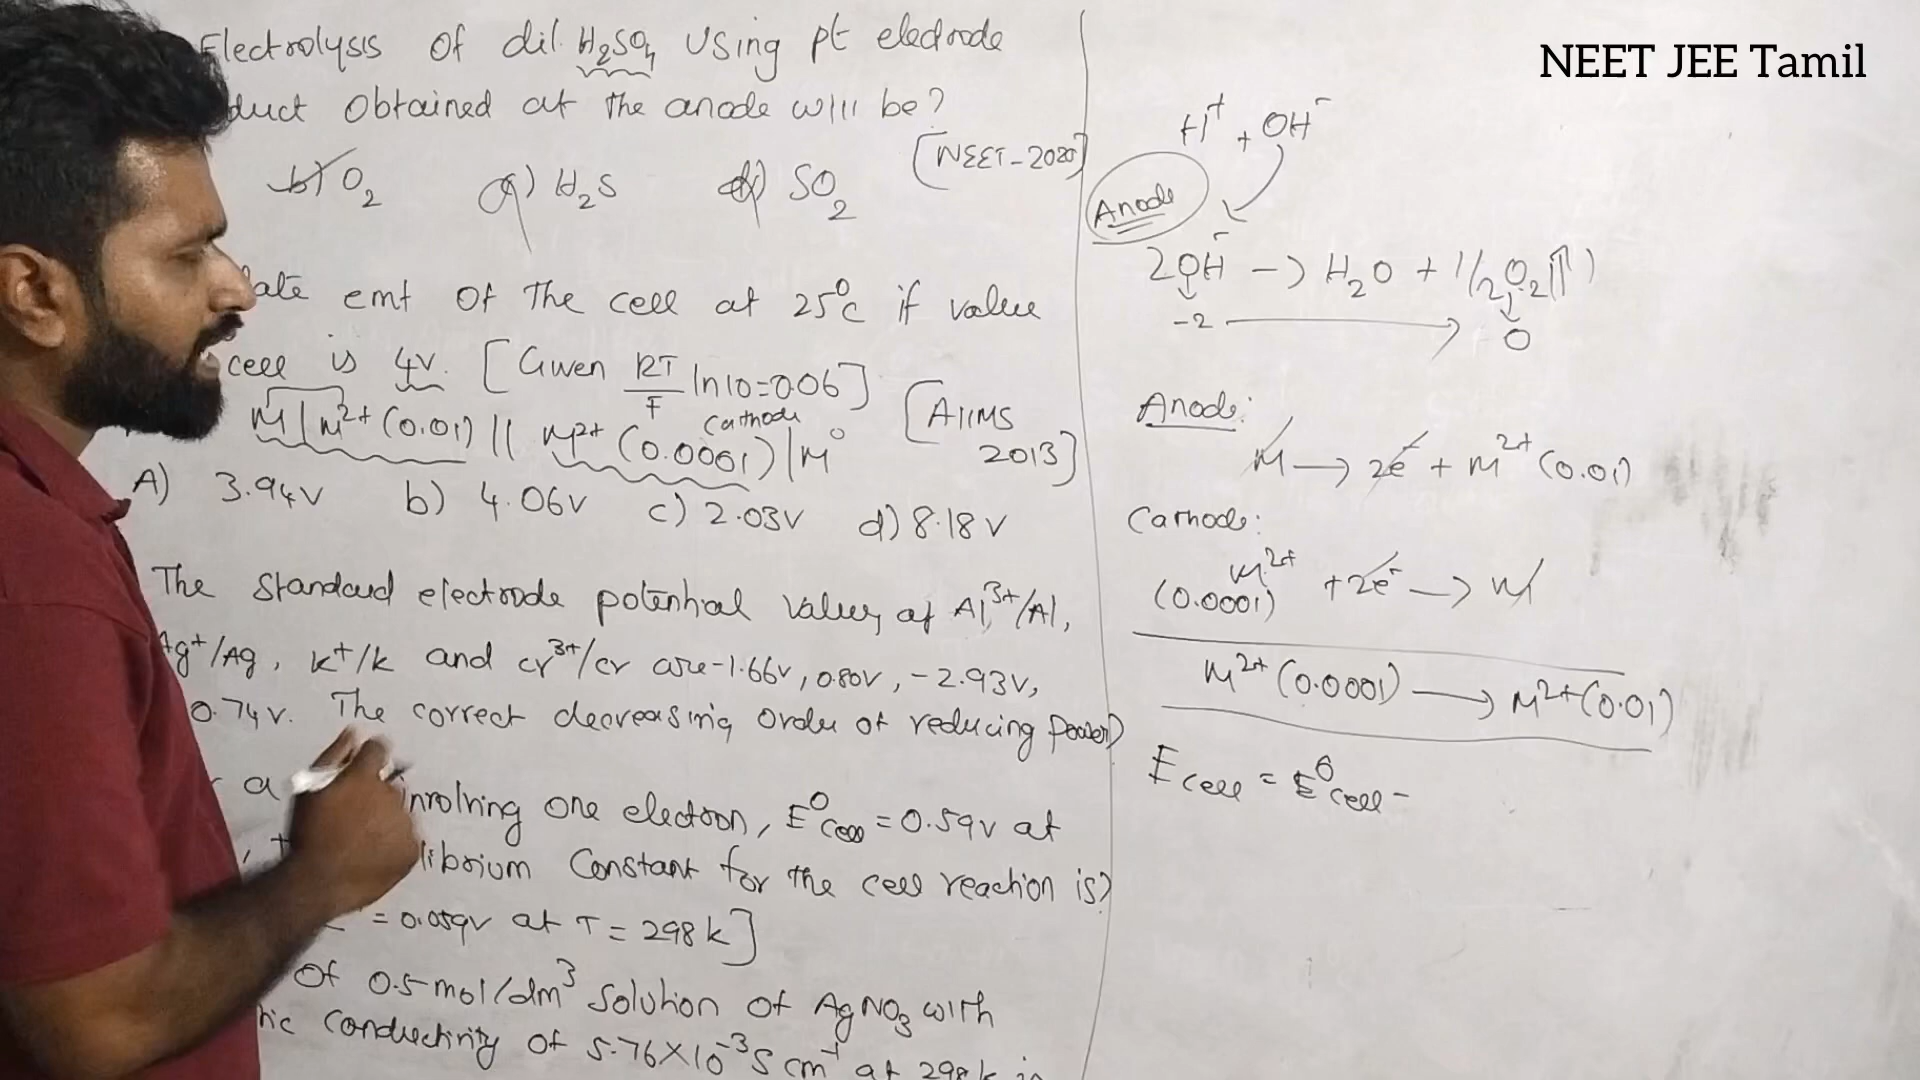 NEET JEE Tamil
Electrolysis of dil. H₂SO₄ using pt electrode
duct obtained at the anode will be?
[NEET-2020]
b) O₂ H₂S SO₂
late emf of the cell at 25°C if value
cell is 4V. [Given RT/F ln10=0.06]
M|M²⁺(0.01) || M²⁺(0.0001)|M cathode [AIIMS 2013]
A) 3.94V b) 4.06V c) 2.03V d) 8.18V
The standard electrode potential values of Al³⁺/Al,
Ag⁺/Ag, K⁺/K and Cr³⁺/Cr are -1.66V, 0.80V, -2.93V,
0.74V. The correct decreasing order of reducing power?
a involving one electron, E⁰cell = 0.59V at
librium constant for the cell reaction is?
= 0.059V at T = 298K]
of 0.5 mol/dm³ solution of AgNO₃ with
conductivity of 5.76×10⁻³ S cm⁻¹ at 298K
H⁺ + OH⁻
Anode
2OH⁻ → H₂O + 1/2 O₂(↑)
-2 → 0
Anode:
M → 2e⁻ + M²⁺(0.01)
Cathode:
M²⁺ (0.0001) + 2e⁻ → M
M²⁺(0.0001) → M²⁺(0.01)
Ecell = E⁰cell -